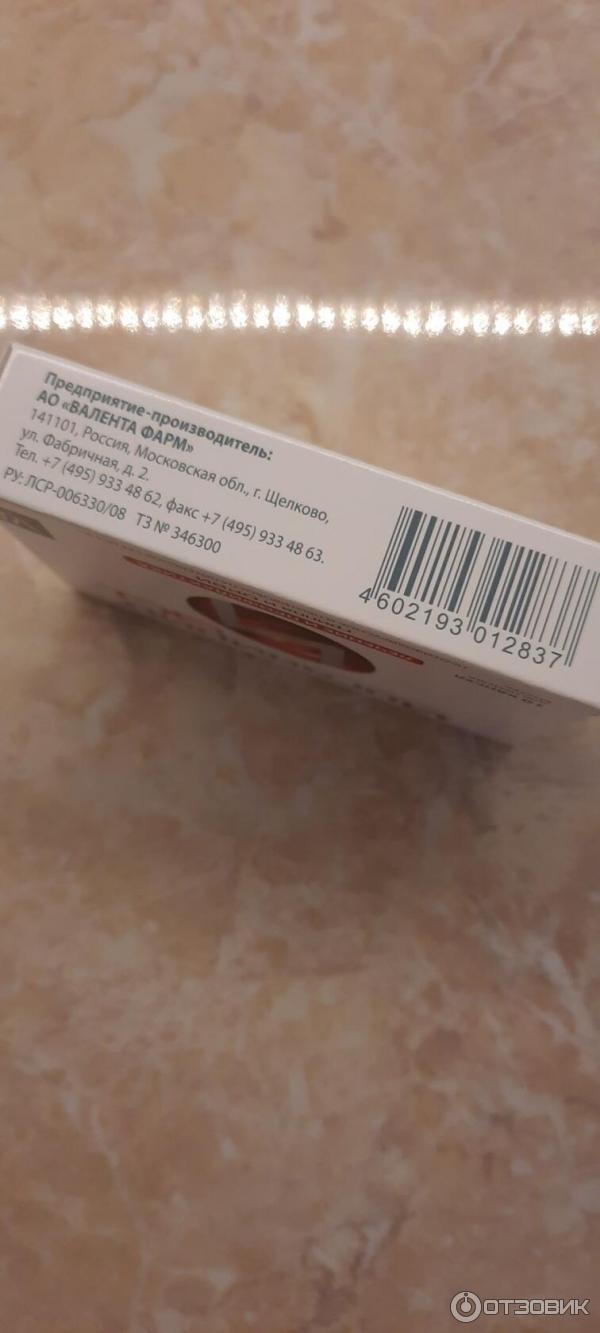 Предприятие-производитель:
АО «ВАЛЕНТА ФАРМ»
141101, Россия, Московская обл., г. Щелково,
ул. Фабричная, д. 2.
Тел. +7 (495) 933 48 62, факс +7 (495) 933 48 63.
РУ: ЛСР-006330/08 ТЗ № 346300
4 602193 012837
ОТЗОВИК